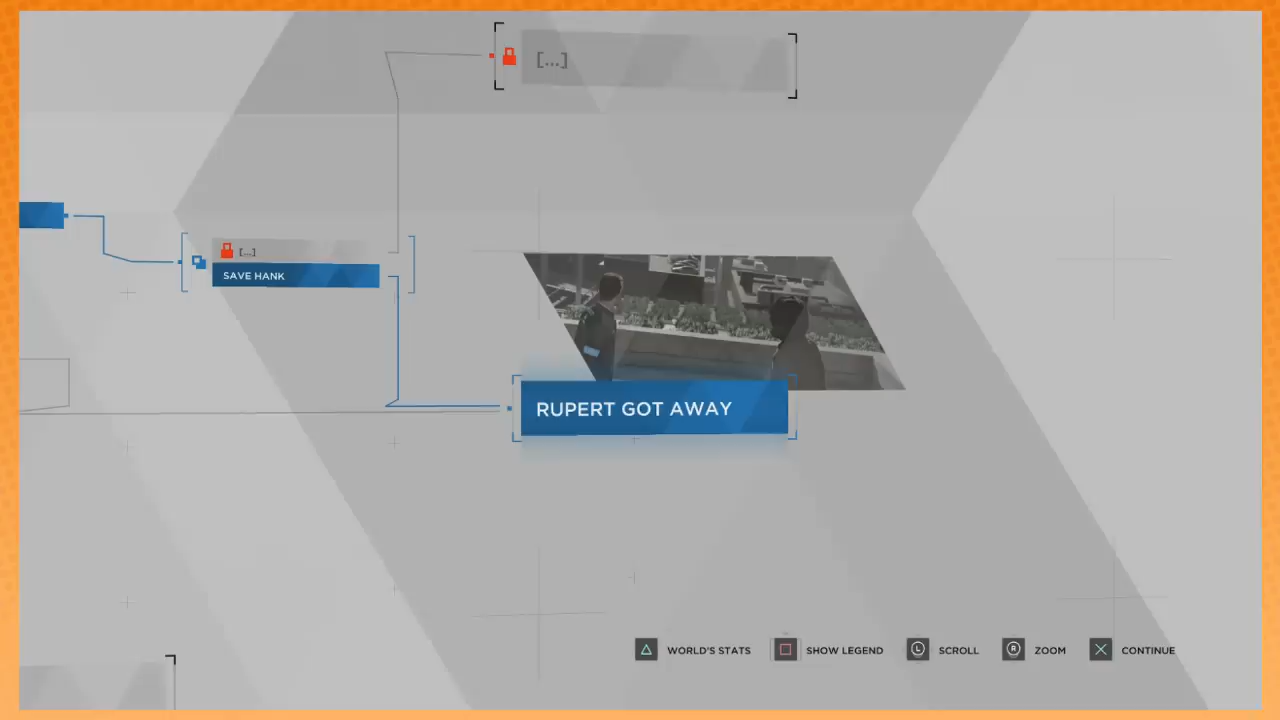 [...]
[...]
SAVE HANK
RUPERT GOT AWAY
WORLD'S STATS
SHOW LEGEND
L
SCROLL
R
ZOOM
CONTINUE